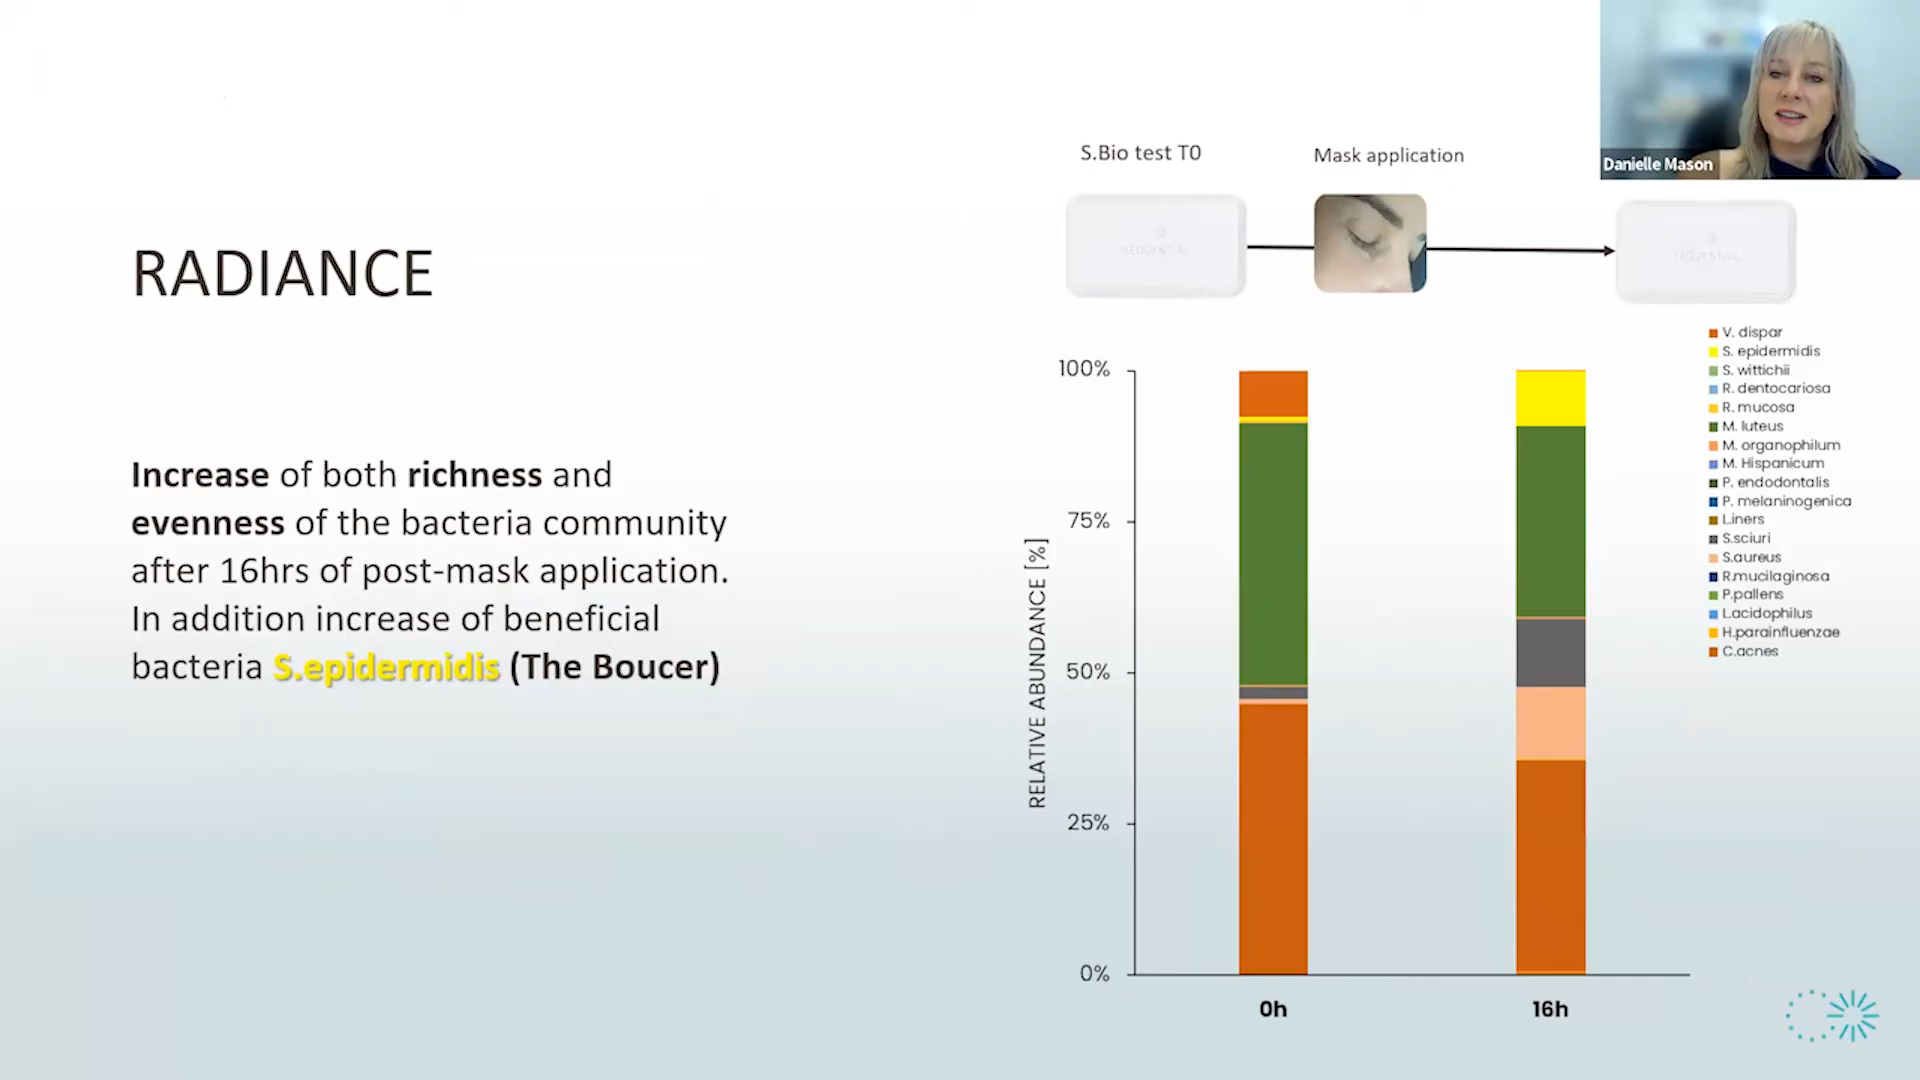 Danielle Mason
S.Bio test T0
Mask application
SEQUENTIAL
SEQUENTIAL
RADIANCE
Increase of both richness and
evenness of the bacteria community
after 16hrs of post-mask application.
In addition increase of beneficial
bacteria S.epidermidis (The Boucer)
RELATIVE ABUNDANCE [%]
100%
75%
50%
25%
0%
0h
16h
V. dispar
S. epidermidis
S. wittichii
R. dentocariosa
R. mucosa
M. luteus
M. organophilum
M. Hispanicum
P. endodontalis
P. melaninogenica
L.iners
S.sciuri
S.aureus
R.mucilaginosa
P.pallens
L.acidophilus
H.parainfluenzae
C.acnes